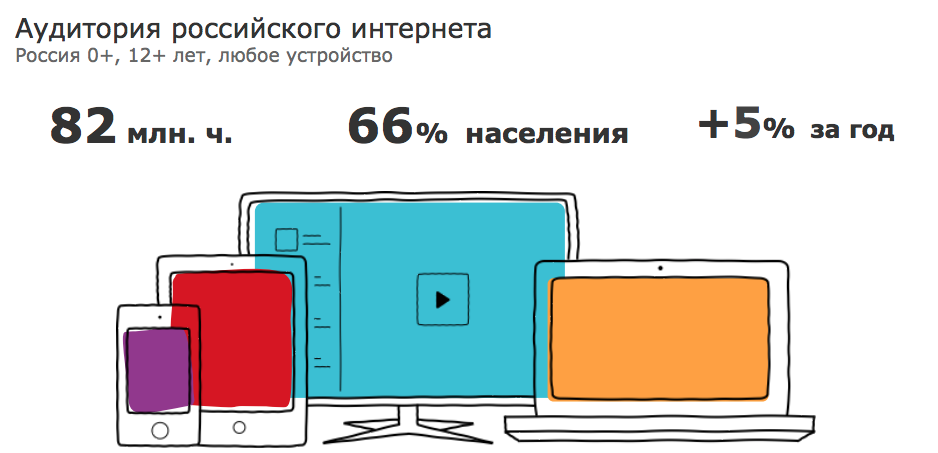 Аудитория российского интернета
Россия 0+, 12+ лет, любое устройство
82 млн. ч. 66% населения +5% за год